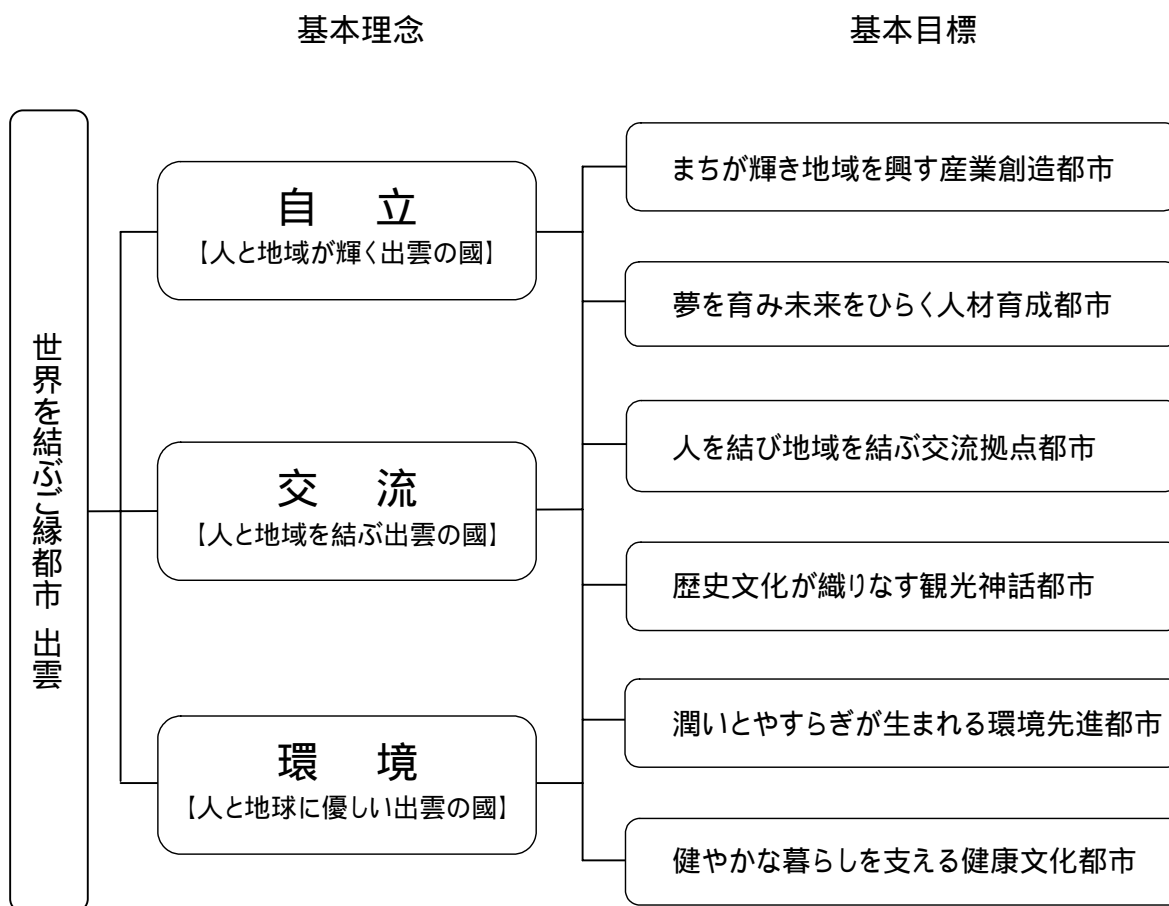 基本理念
基本目標
世界を結ぶご縁都市 出雲
自 立
【人と地域が輝く出雲の國】
交 流
【人と地域を結ぶ出雲の國】
環 境
【人と地球に優しい出雲の國】
まちが輝き地域を興す産業創造都市
夢を育み未来をひらく人材育成都市
人を結び地域を結ぶ交流拠点都市
歴史文化が織りなす観光神話都市
潤いとやすらぎが生まれる環境先進都市
健やかな暮らしを支える健康文化都市